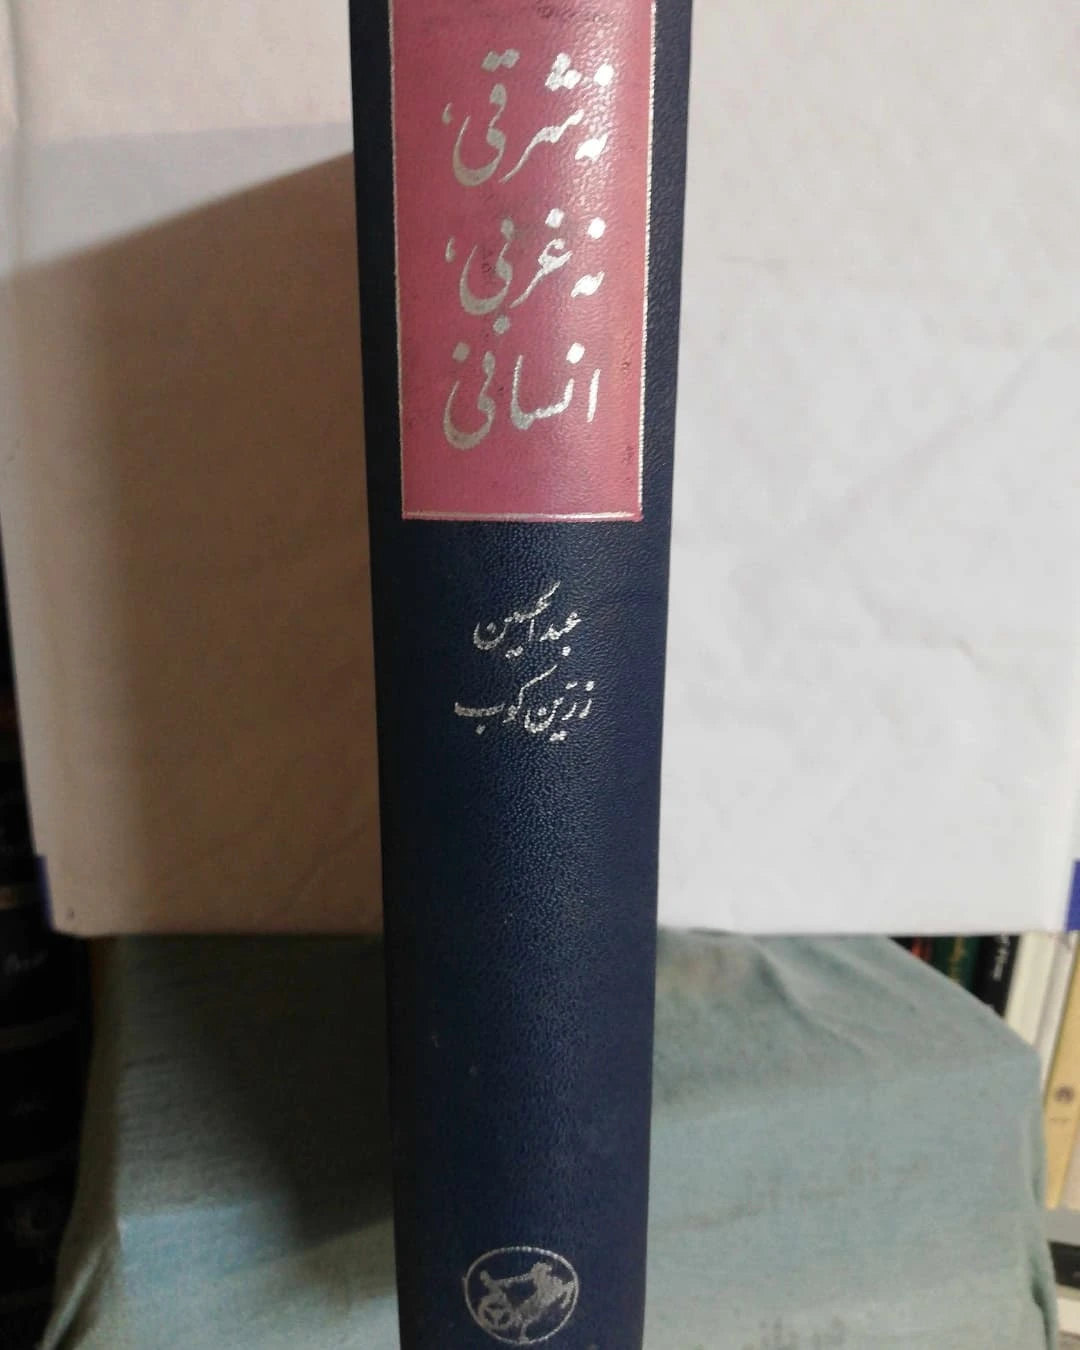 نه شرقی،
نه غربی،
انسانی
عبدالحسین
زرین کوب